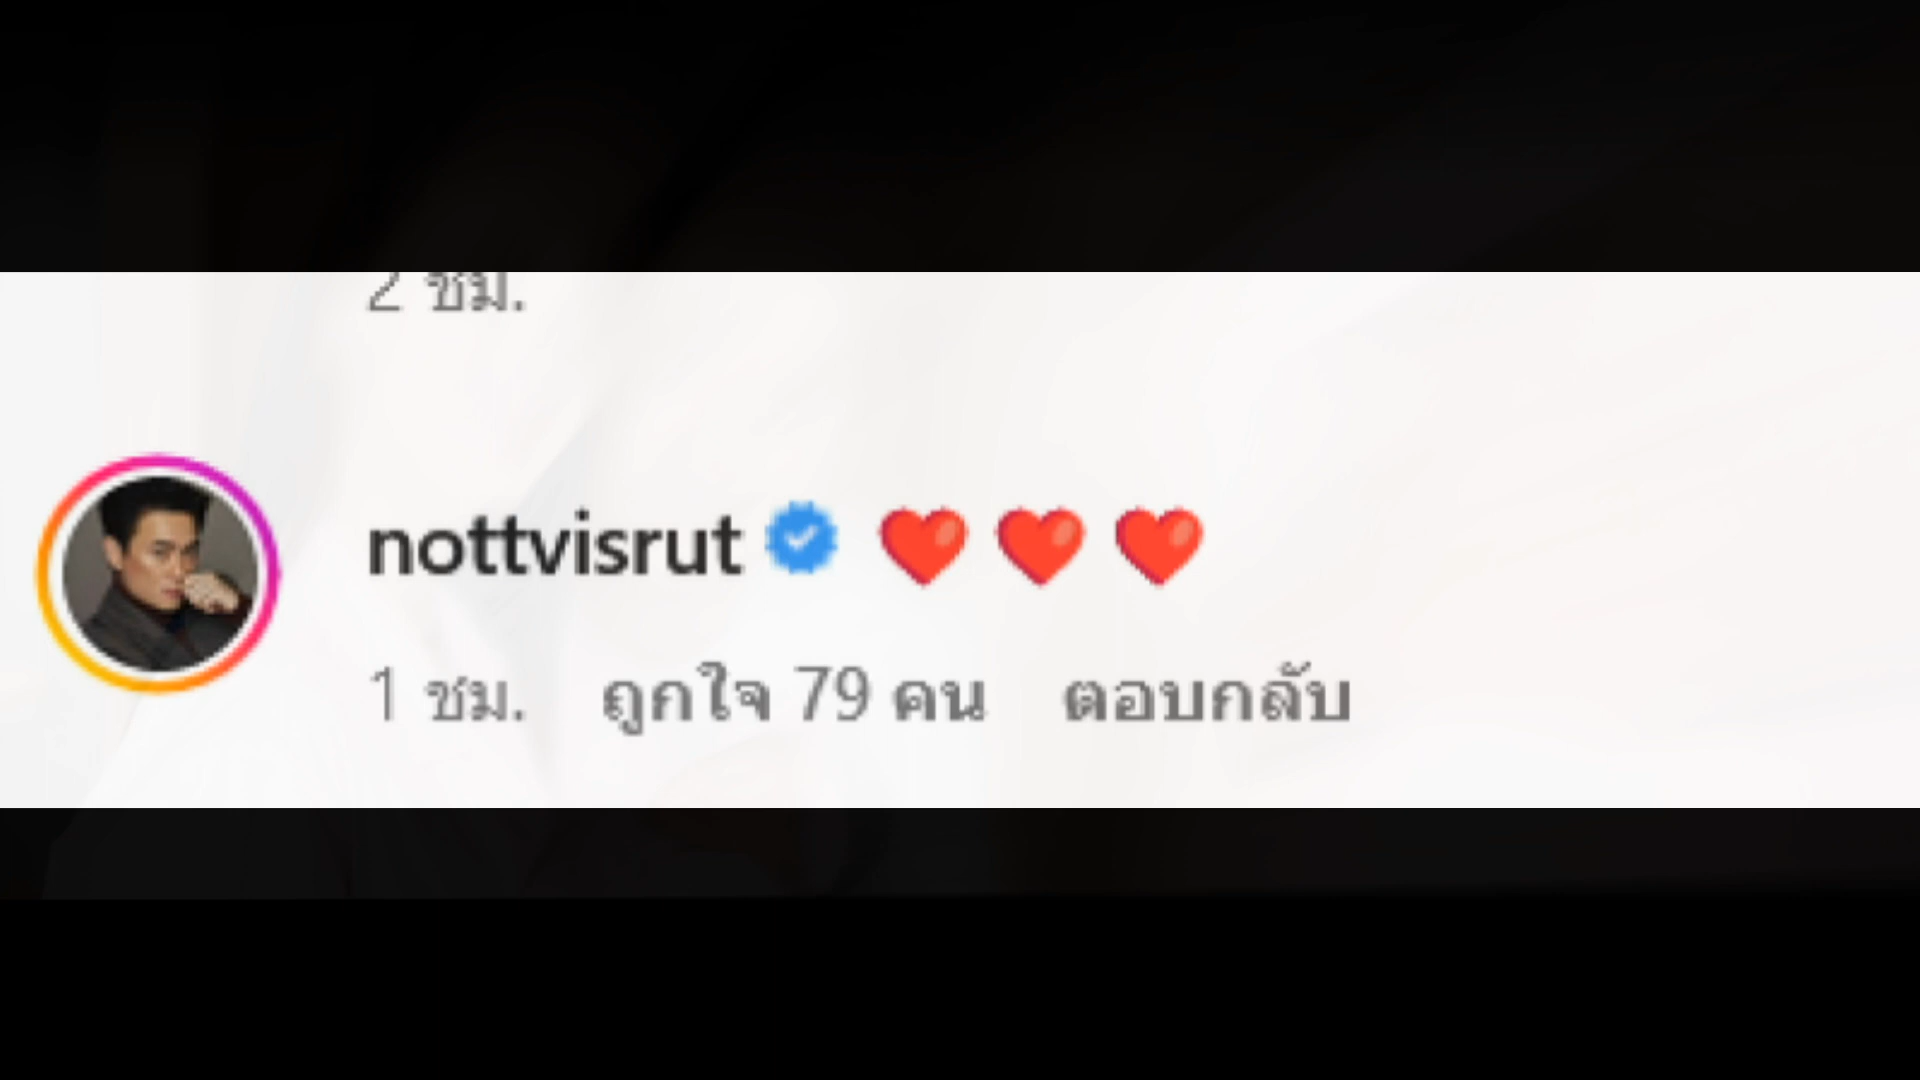 2 ชม.
nottvisrut ❤️ ❤️ ❤️
1 ชม. ถูกใจ 79 คน ตอบกลับ